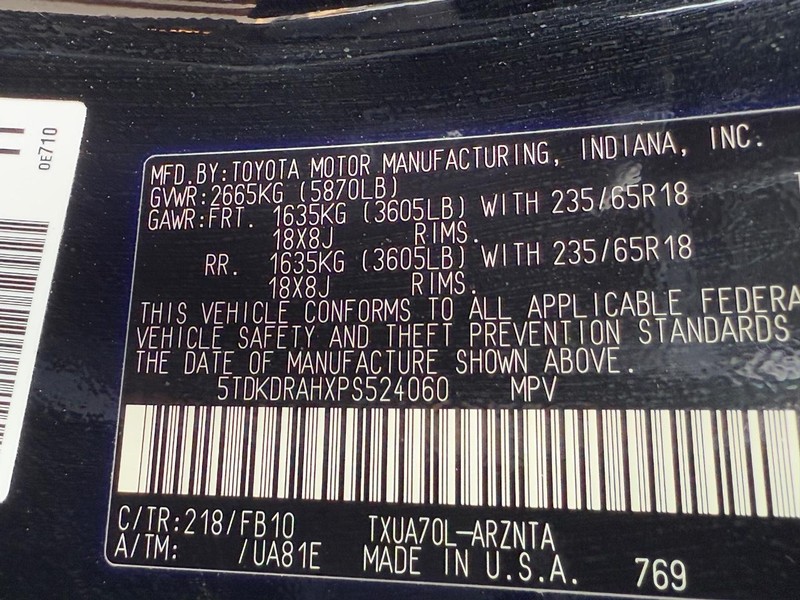 0E710
MFD.BY:TOYOTA MOTOR MANUFACTURING, INDIANA, INC.
GVWR:2665KG (5870LB)
GAWR:FRT. 1635KG (3605LB) WITH 235/65R18
18X8J RIMS.
RR. 1635KG (3605LB) WITH 235/65R18
18X8J RIMS.
THIS VEHICLE CONFORMS TO ALL APPLICABLE FEDERA
VEHICLE SAFETY AND THEFT PREVENTION STANDARDS
THE DATE OF MANUFACTURE SHOWN ABOVE.
5TDKDRAHXPS524060 MPV
C/TR:218/FB10 TXUA70L-ARZNTA
A/TM: /UA81E MADE IN U.S.A. 769